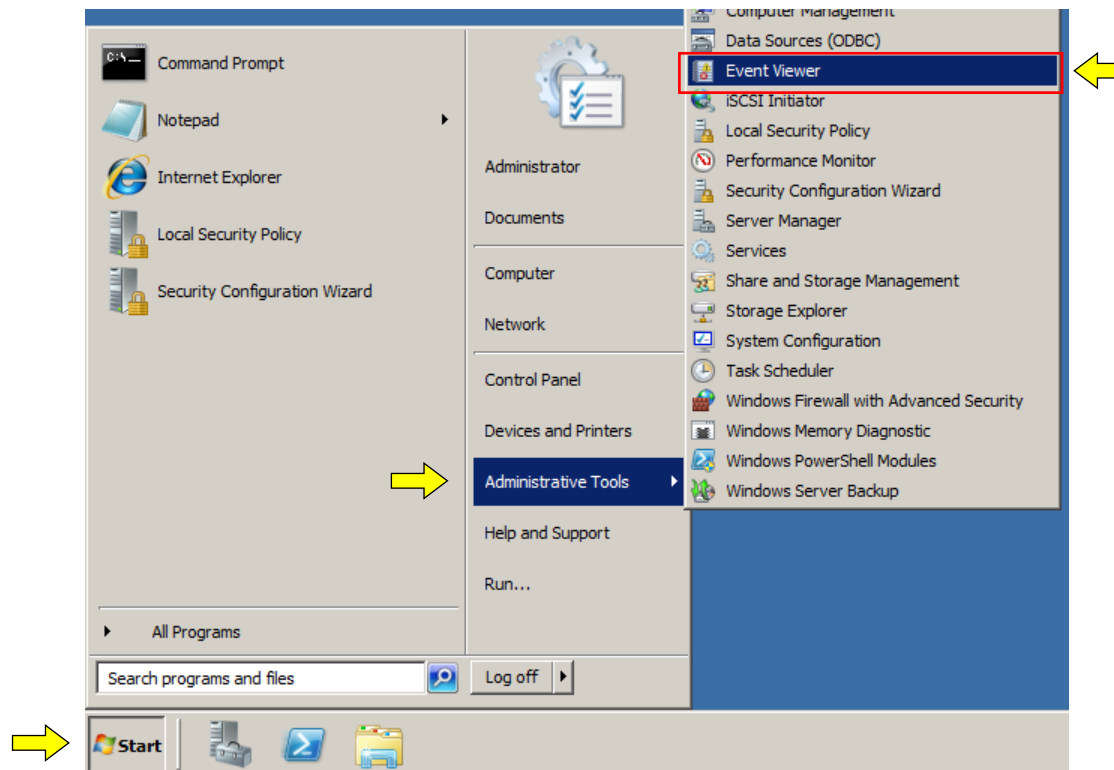 C:\
Command Prompt
Notepad
Internet Explorer
Local Security Policy
Security Configuration Wizard
All Programs
Search programs and files
Administrator
Documents
Computer
Network
Control Panel
Devices and Printers
Administrative Tools
Help and Support
Run...
Log off
Computer Management
Data Sources (ODBC)
Event Viewer
iSCSI Initiator
Local Security Policy
Performance Monitor
Security Configuration Wizard
Server Manager
Services
Share and Storage Management
Storage Explorer
System Configuration
Task Scheduler
Windows Firewall with Advanced Security
Windows Memory Diagnostic
Windows PowerShell Modules
Windows Server Backup
Start